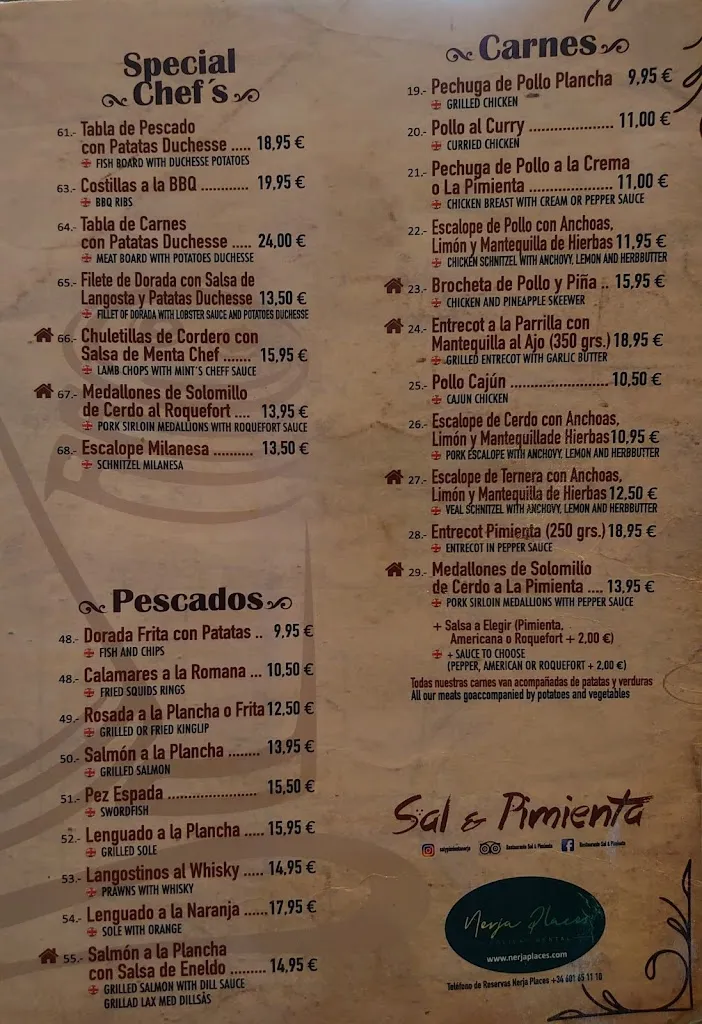 Special
Chef´s
61.- Tabla de Pescado
con Patatas Duchesse ..... 18,95 €
FISH BOARD WITH DUCHESSE POTATOES
63.- Costillas a la BBQ ............ 19,95 €
BBQ RIBS
64.- Tabla de Carnes
con Patatas Duchesse ..... 24,00 €
MEAT BOARD WITH POTATOES DUCHESSE
65.- Filete de Dorada con Salsa de
Langosta y Patatas Duchesse 13,50 €
FILLET OF DORADA WITH LOBSTER SAUCE AND POTATOES DUCHESSE
66.- Chuletillas de Cordero con
Salsa de Menta Chef ....... 15,95 €
LAMB CHOPS WITH MINT´S CHEFF SAUCE
67.- Medallones de Solomillo
de Cerdo al Roquefort .... 13,95 €
PORK SIRLOIN MEDALLIONS WITH ROQUEFORT SAUCE
68.- Escalope Milanesa .......... 13,50 €
SCHNITZEL MILANESA
Pescados
48.- Dorada Frita con Patatas .. 9,95 €
FISH AND CHIPS
48.- Calamares a la Romana ... 10,50 €
FRIED SQUIDS RINGS
49.- Rosada a la Plancha o Frita 12,50 €
GRILLED OR FRIED KINGLIP
50.- Salmón a la Plancha ........ 13,95 €
GRILLED SALMON
51.- Pez Espada ....................... 15,50 €
SWORDFISH
52.- Lenguado a la Plancha ..... 15,95 €
GRILLED SOLE
53.- Langostinos al Whisky ..... 14,95 €
PRAWNS WITH WHISKY
54.- Lenguado a la Naranja ...... 17,95 €
SOLE WITH ORANGE
55.- Salmón a la Plancha
con Salsa de Eneldo ......... 14,95 €
GRILLED SALMON WITH DILL SAUCE
GRILLAD LAX MED DILLSÅS
Carnes
19.- Pechuga de Pollo Plancha 9,95 €
GRILLED CHICKEN
20.- Pollo al Curry .................... 11,00 €
CURRIED CHICKEN
21.- Pechuga de Pollo a la Crema
o La Pimienta .................... 11,00 €
CHICKEN BREAST WITH CREAM OR PEPPER SAUCE
22.- Escalope de Pollo con Anchoas,
Limón y Mantequilla de Hierbas 11,95 €
CHICKEN SCHNITZEL WITH ANCHOVY, LEMON AND HERBBUTTER
23.- Brocheta de Pollo y Piña .. 15,95 €
CHICKEN AND PINEAPPLE SKEEWER
24.- Entrecot a la Parrilla con
Mantequilla al Ajo (350 grs.) 18,95 €
GRILLED ENTRECOT WITH GARLIC BUTTER
25.- Pollo Cajún ........................ 10,50 €
CAJUN CHICKEN
26.- Escalope de Cerdo con Anchoas,
Limón y Mantequillade Hierbas 10,95 €
PORK ESCALOPE WITH ANCHOVY, LEMON AND HERBBUTTER
27.- Escalope de Ternera con Anchoas,
Limón y Mantequilla de Hierbas 12,50 €
VEAL SCHNITZEL WITH ANCHOVY, LEMON AND HERBBUTTER
28.- Entrecot Pimienta (250 grs.) 18,95 €
ENTRECOT IN PEPPER SAUCE
29.- Medallones de Solomillo
de Cerdo a La Pimienta .... 13,95 €
PORK SIRLOIN MEDALLIONS WITH PEPPER SAUCE
+ Salsa a Elegir (Pimienta,
Americana o Roquefort + 2,00 €)
+ SAUCE TO CHOOSE
(PEPPER, AMERICAN OR ROQUEFORT + 2,00 €)
Todas nuestras carnes van acompañadas de patatas y verduras
All our meats goaccompanied by potatoes and vegetables
Sal & Pimienta
salypimientanerja Restaurante Sal & Pimienta Restaurante Sal & Pimienta
Nerja Places
RENTAL
www.nerjaplaces.com
Teléfono de Reservas Nerja Places +34 601 65 11 10